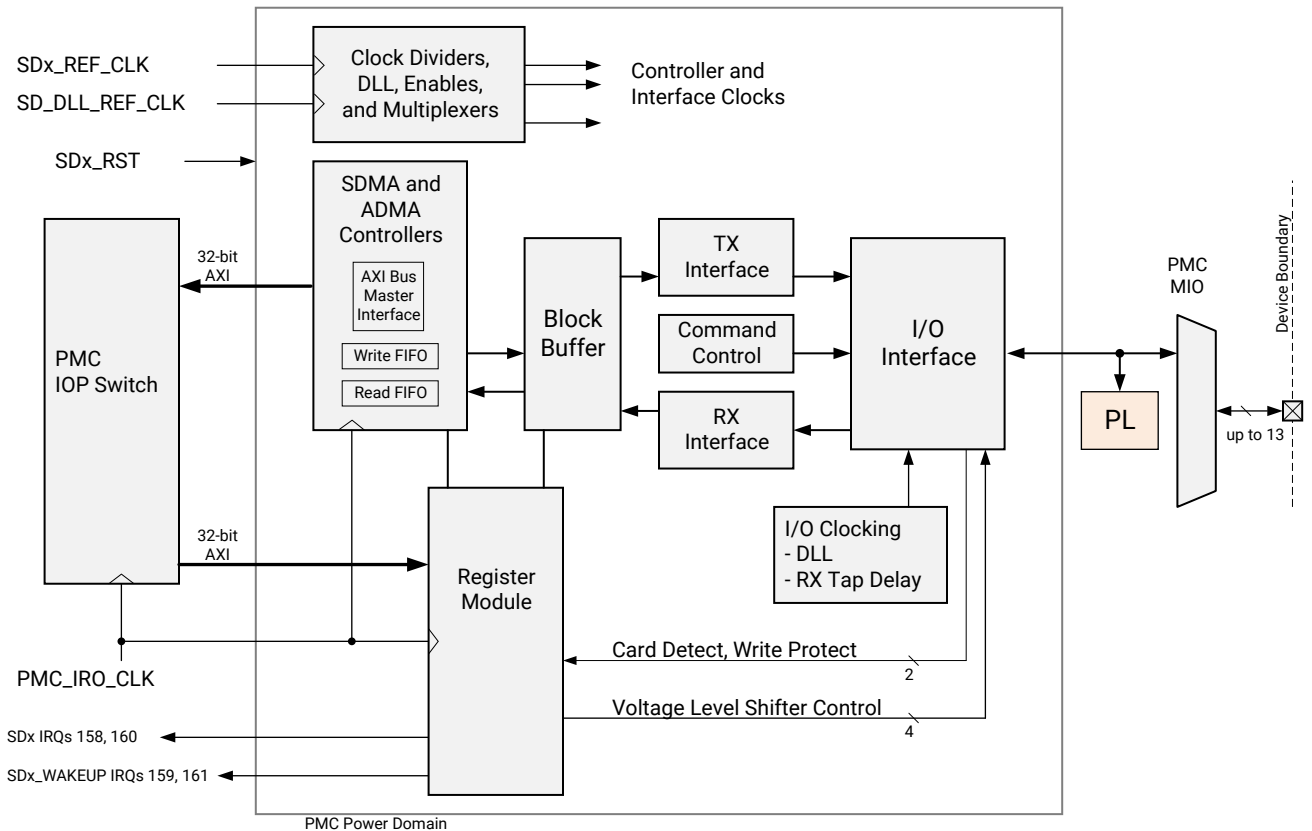 SDx_REF_CLK
SD_DLL_REF_CLK
SDx_RST
Clock Dividers,
DLL, Enables,
and Multiplexers
Controller and
Interface Clocks
SDMA and
ADMA
Controllers
AXI Bus
Master
Interface
Write FIFO
Read FIFO
32-bit
AXI
PMC
IOP Switch
Block
Buffer
TX
Interface
Command
Control
RX
Interface
I/O
Interface
PMC
MIO
Device Boundary
PL
up to 13
32-bit
AXI
Register
Module
I/O Clocking
- DLL
- RX Tap Delay
Card Detect, Write Protect
2
Voltage Level Shifter Control
4
PMC_IRO_CLK
SDx IRQs 158, 160
SDx_WAKEUP IRQs 159, 161
PMC Power Domain